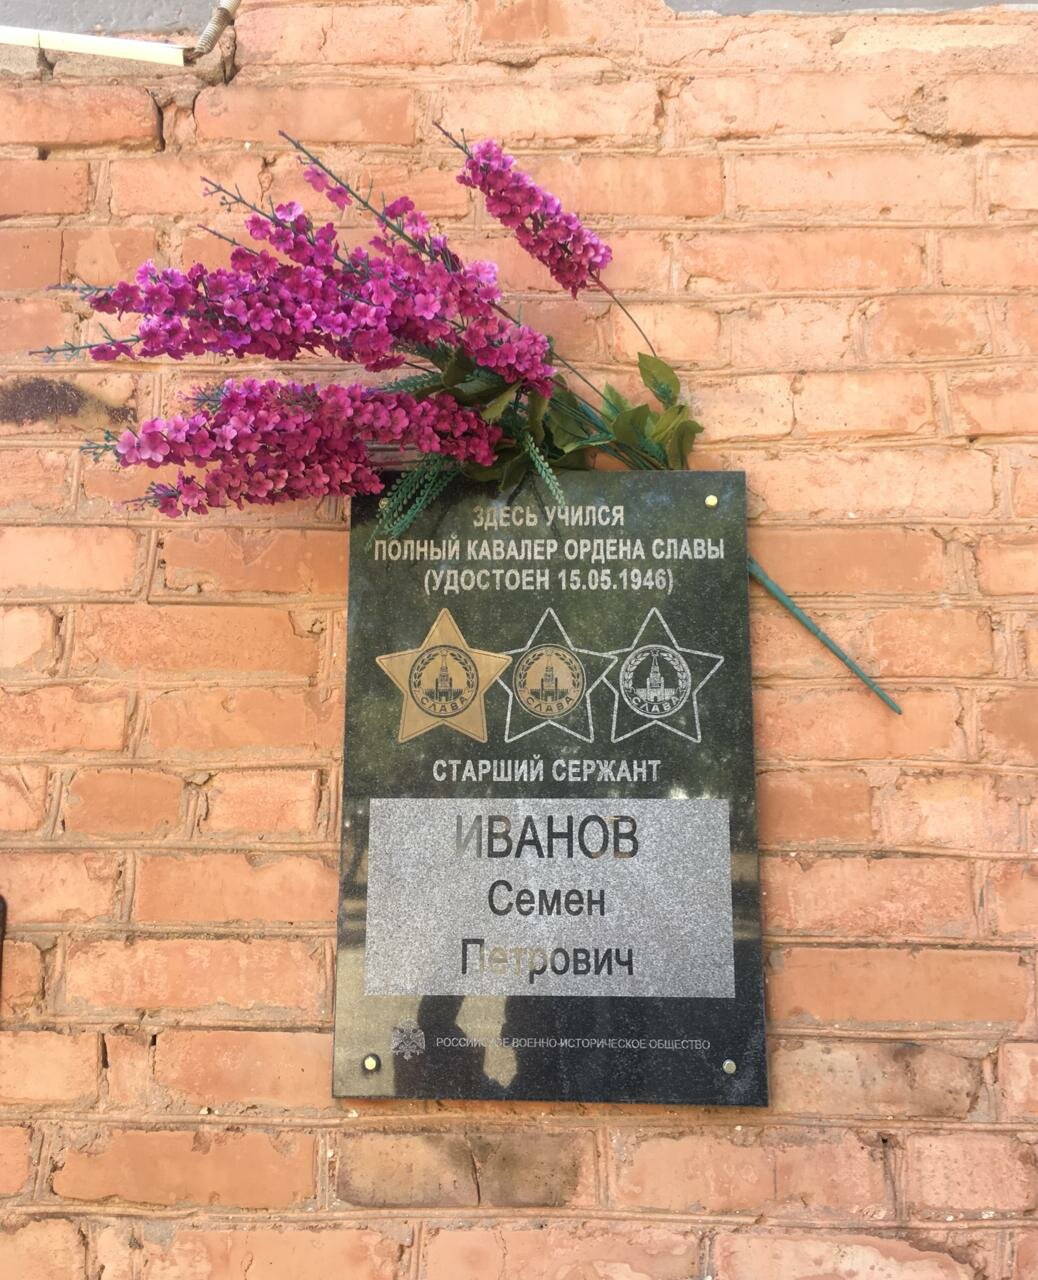 ЗДЕСЬ УЧИЛСЯ
ПОЛНЫЙ КАВАЛЕР ОРДЕНА СЛАВЫ
(УДОСТОЕН 15.05.1946)
СЛАВА СЛАВА СЛАВА
СТАРШИЙ СЕРЖАНТ
ИВАНОВ
Семен
Петрович
РОССИЙСКОЕ ВОЕННО-ИСТОРИЧЕСКОЕ ОБЩЕСТВО